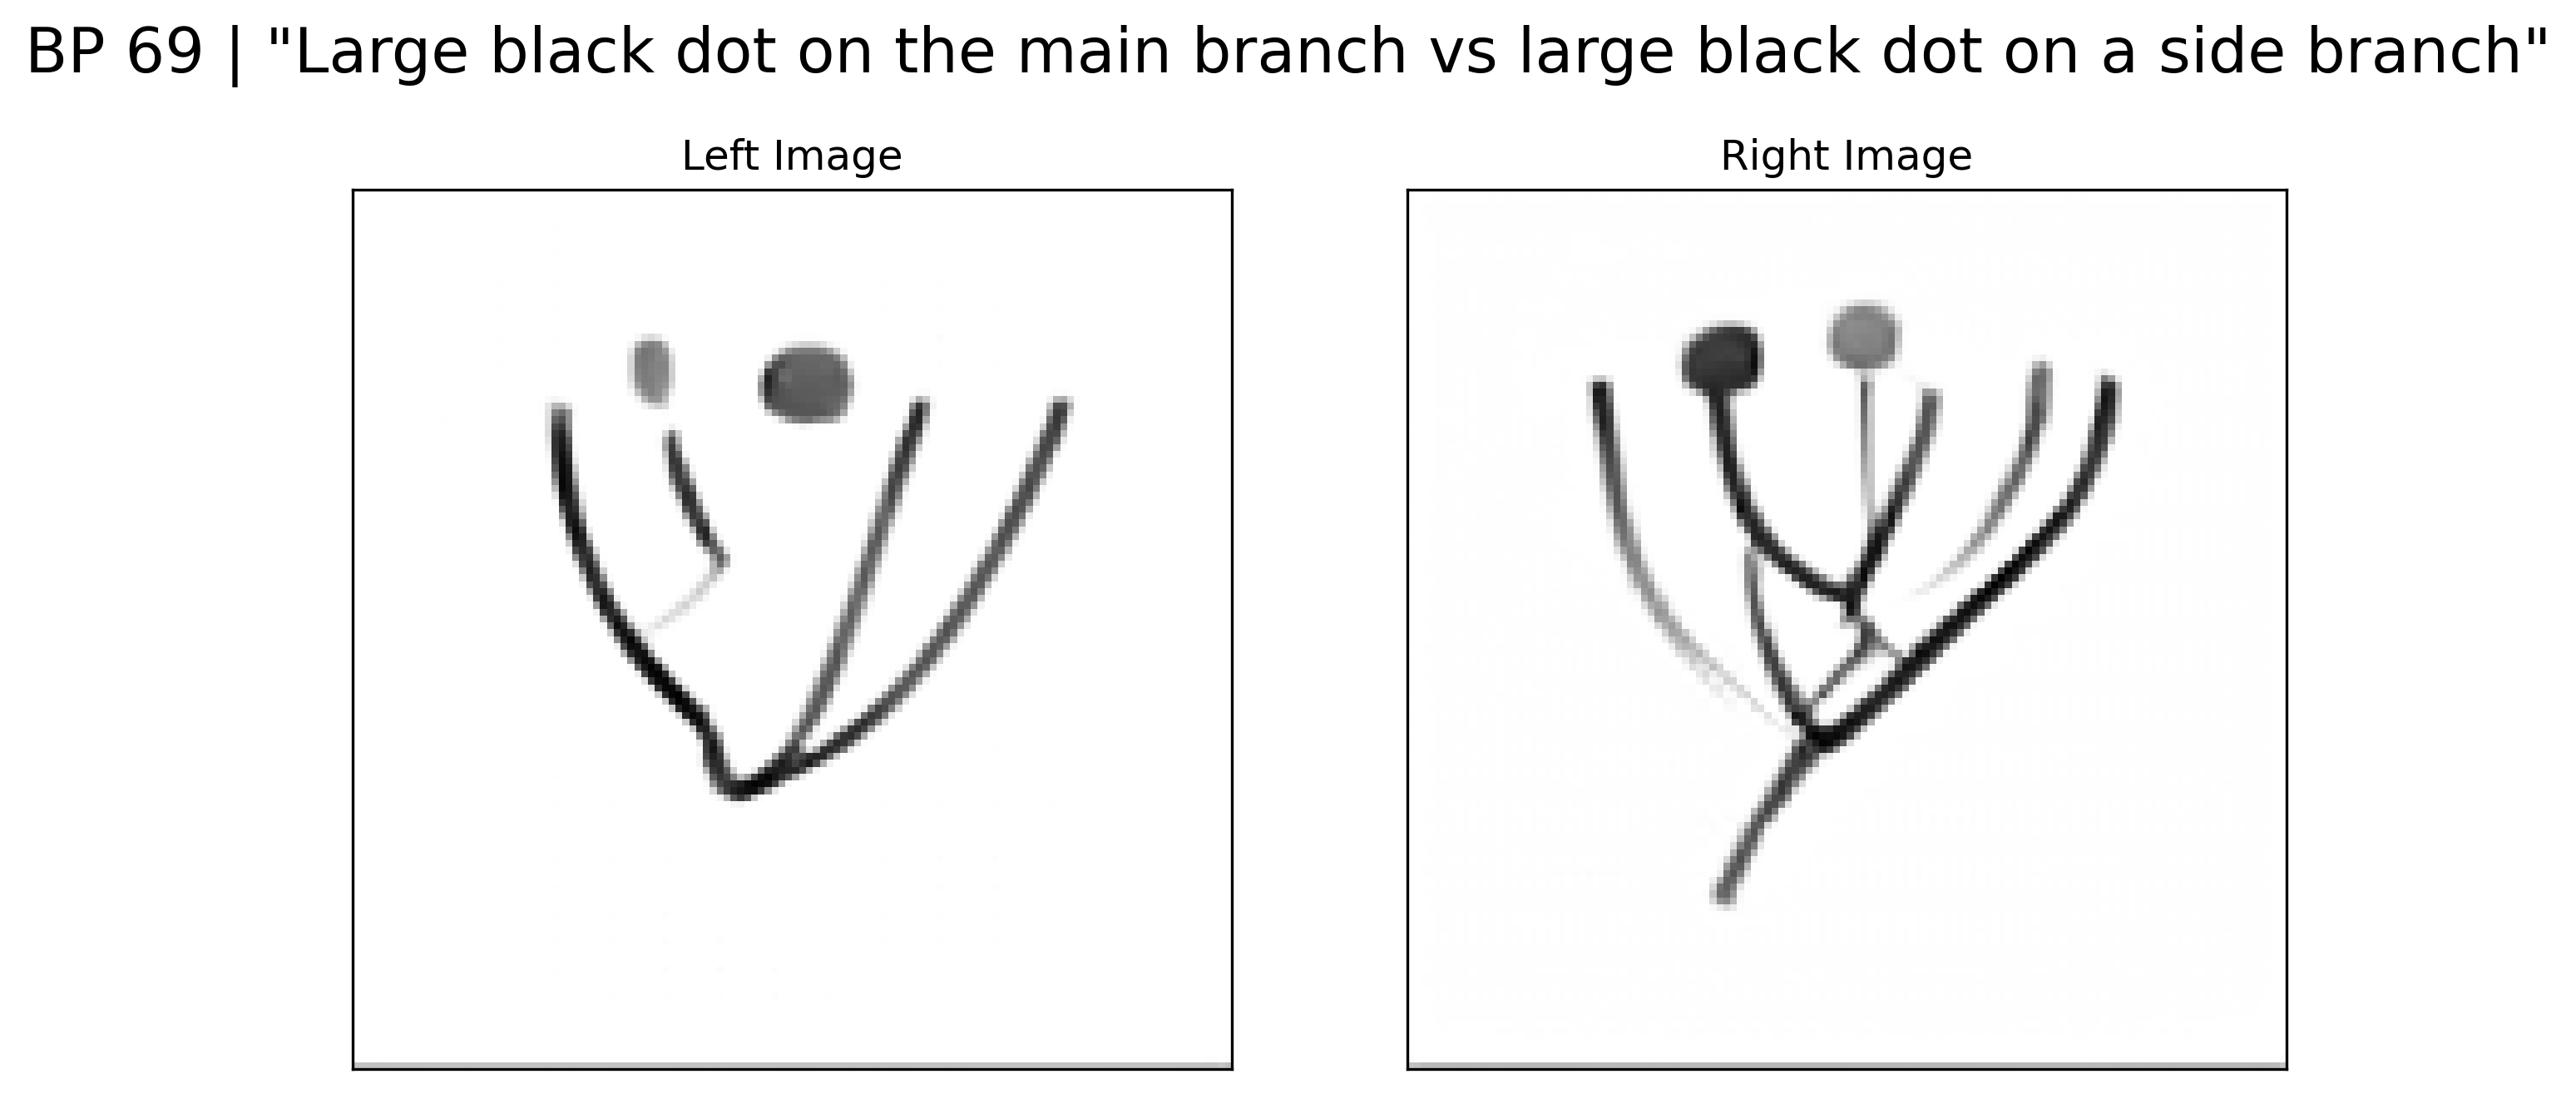 BP 69 | "Large black dot on the main branch vs large black dot on a side branch"
Left Image
Right Image